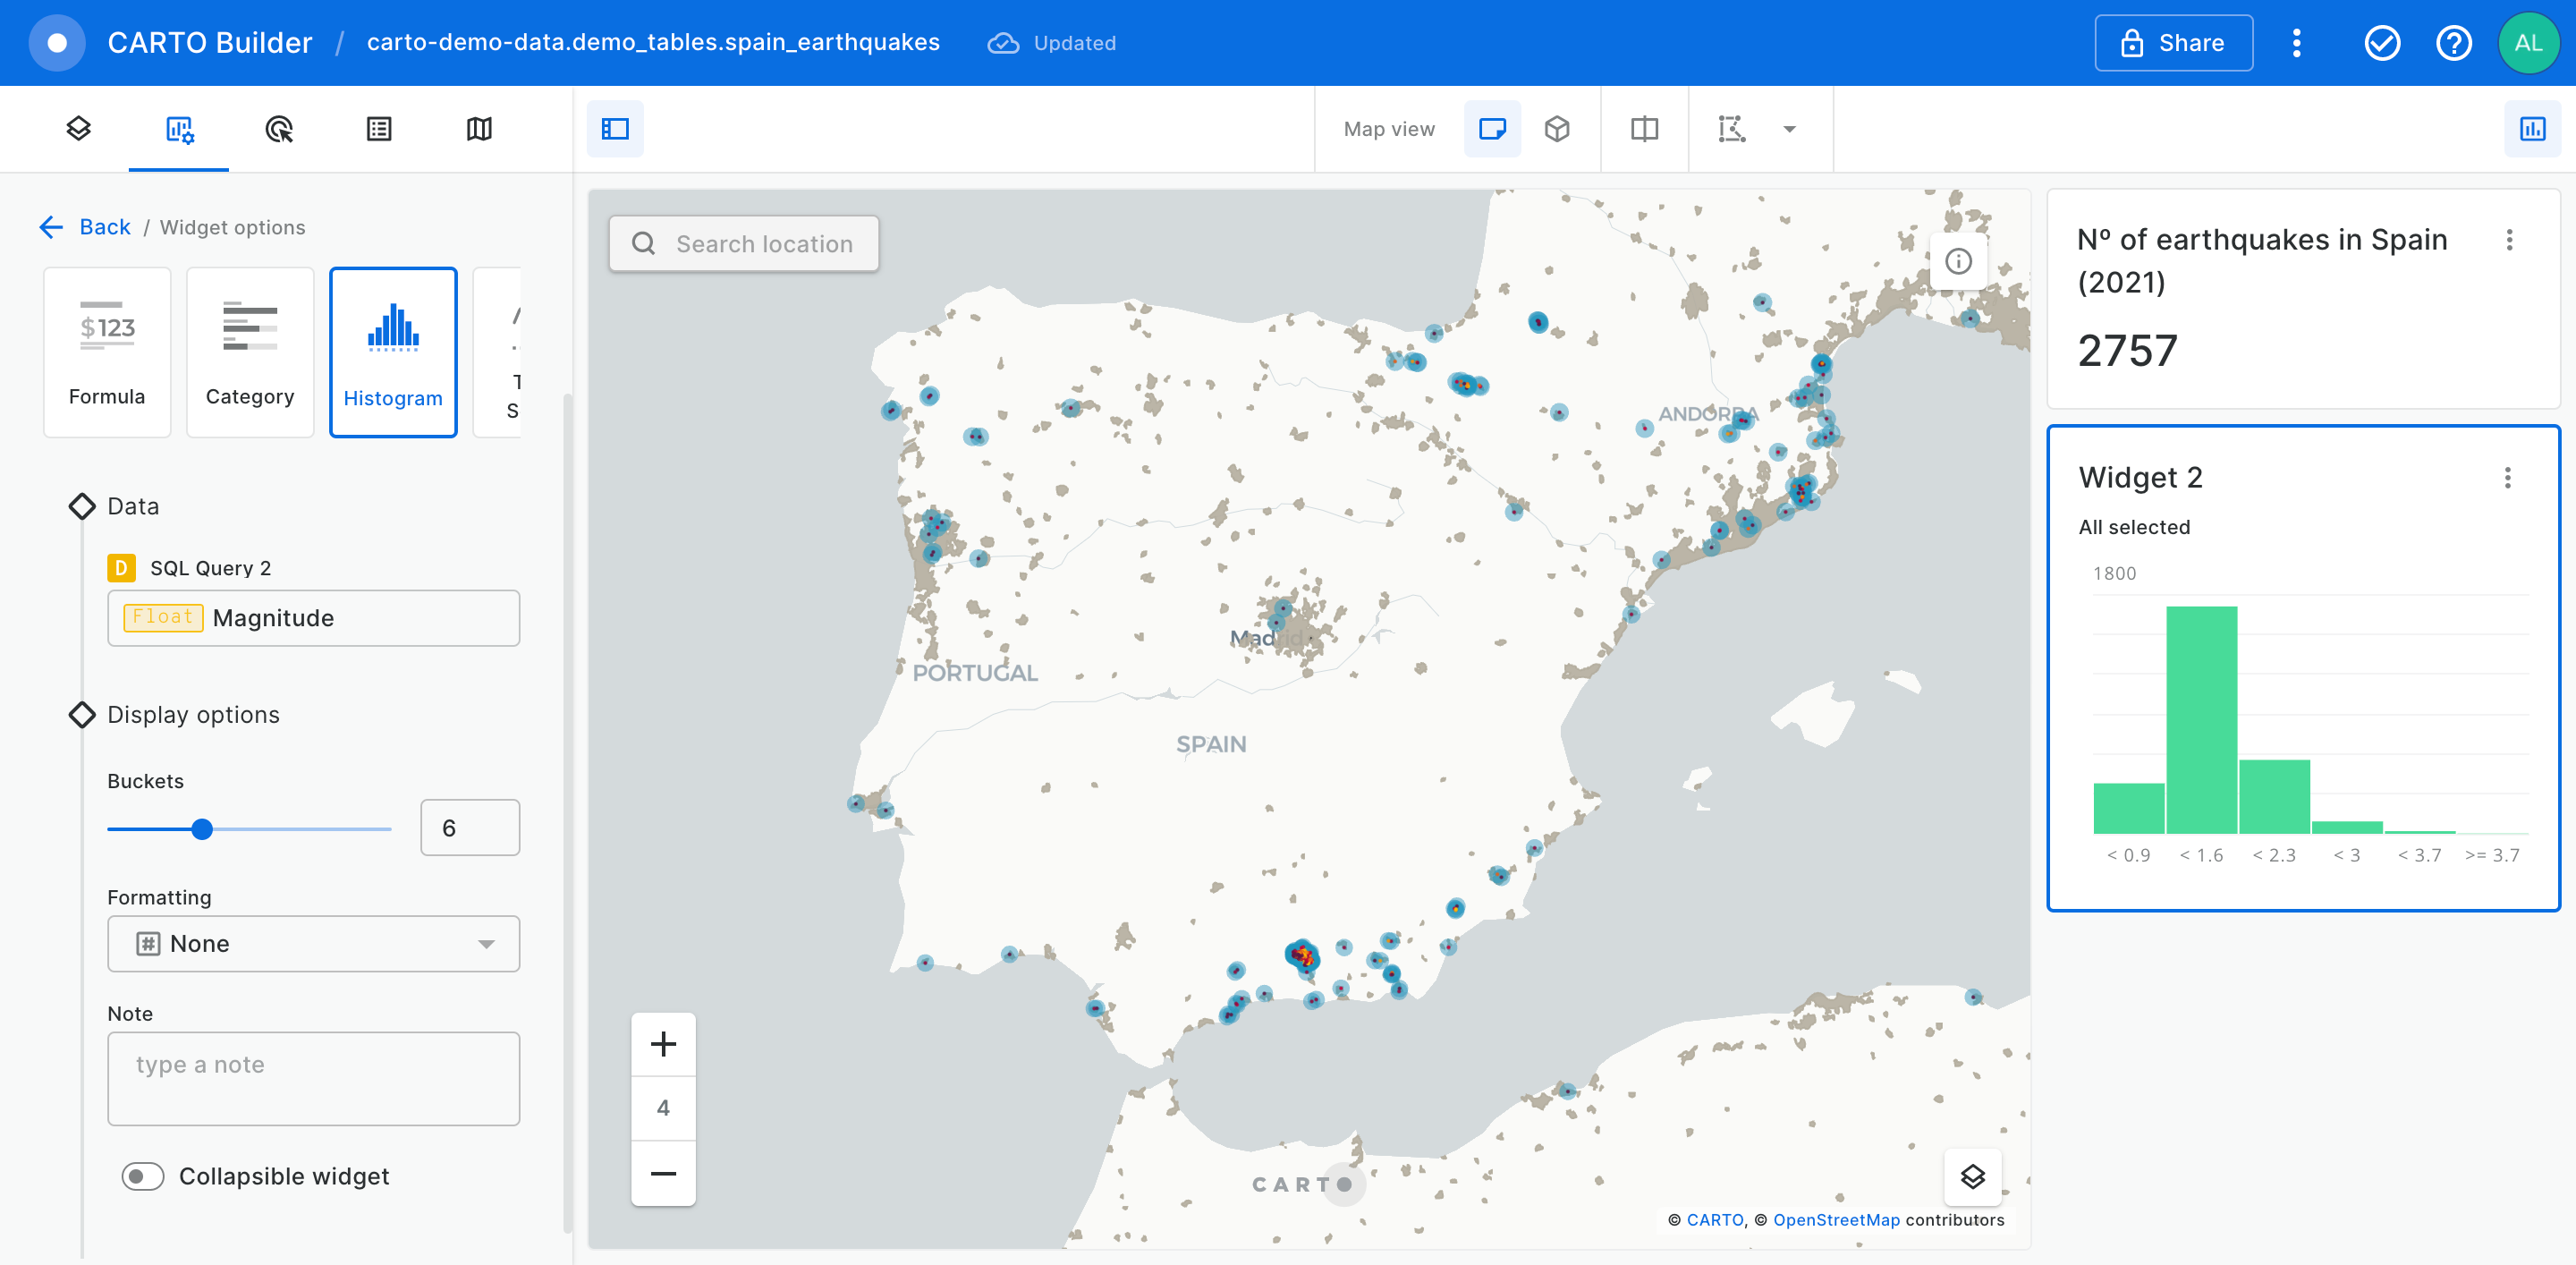 CARTO Builder / carto-demo-data.demo_tables.spain_earthquakes Updated Share AL
Map view
Back / Widget options
$123
Formula
Category
Histogram
T
S
Data
D SQL Query 2
Float Magnitude
Display options
Buckets
6
Formatting
None
Note
type a note
Collapsible widget
Search location
ANDORRA
Madrid
PORTUGAL
SPAIN
4
CARTO
© CARTO, © OpenStreetMap contributors
Nº of earthquakes in Spain
(2021)
2757
Widget 2
All selected
1800
< 0.9 < 1.6 < 2.3 < 3 < 3.7 >= 3.7